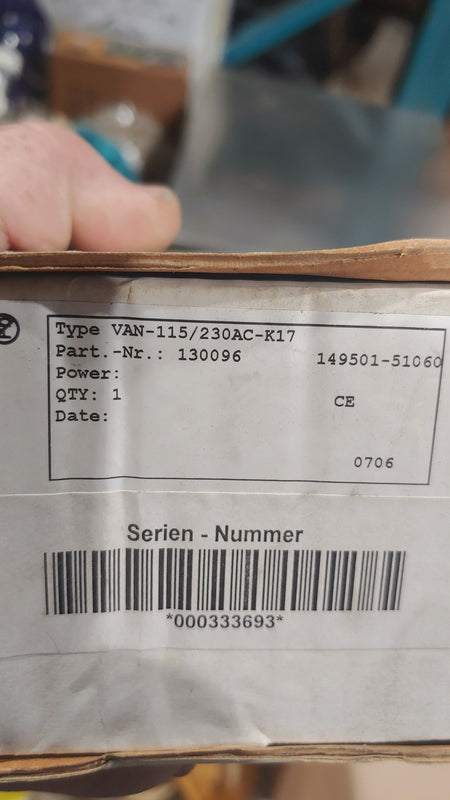 Type VAN-115/230AC-K17
Part.-Nr.: 130096 149501-51060
Power:
QTY: 1 CE
Date:
0706
Serien - Nummer
*000333693*